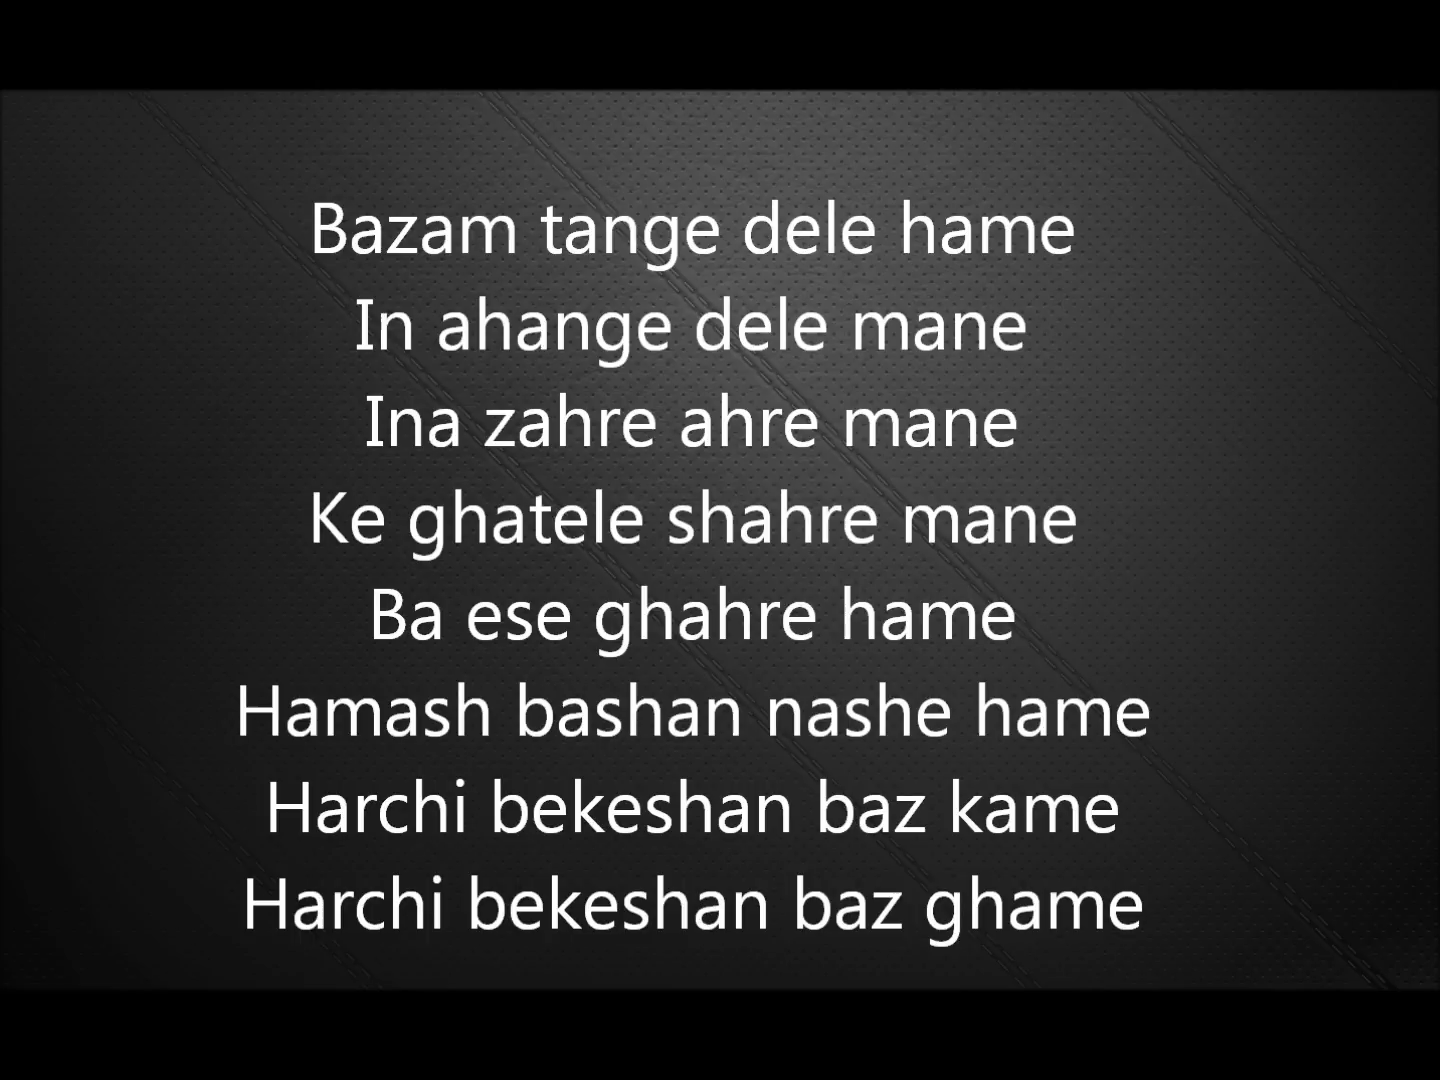 Bazam tange dele hame
In ahange dele mane
Ina zahre ahre mane
Ke ghatele shahre mane
Ba ese ghahre hame
Hamash bashan nashe hame
Harchi bekeshan baz kame
Harchi bekeshan baz ghame